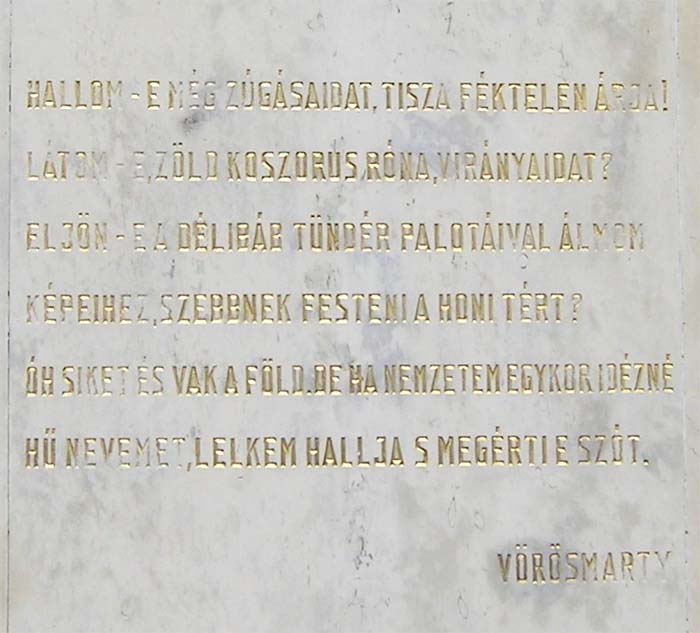 HALLOM-E MÉG ZÚGÁSAIDAT, TISZA FÉKTELEN ÁRJA!
LÁTOM-E, ZÖLD KOSZORUS RÓNA, VIRÁNYAIDAT?
ELJÖN-E A DÉLIBÁB TÜNDÉR PALOTÁIVAL ÁLMOM
KÉPEIHEZ, SZEBBNEK FESTENI A HONI TÉRT?
ÓH SIKET ÉS VAK A FÖLD. DE HA NEMZETEM EGYKOR IDÉZNÉ
HŰ NEVEMET, LELKEM HALLJA S MEGÉRTI E SZÓT.
VÖRÖSMARTY